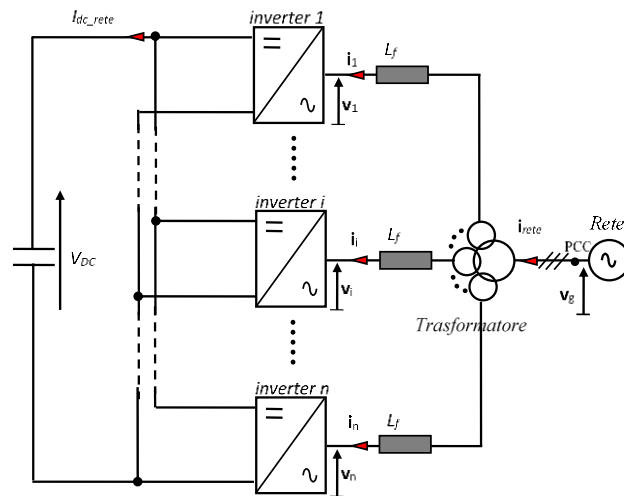 inverter 1
I_dc_rete
i_1
L_f
v_1
inverter i
i_i
L_f
v_i
V_DC
i_rete
Rete
PCC
v_g
Trasformatore
inverter n
i_n
L_f
v_n